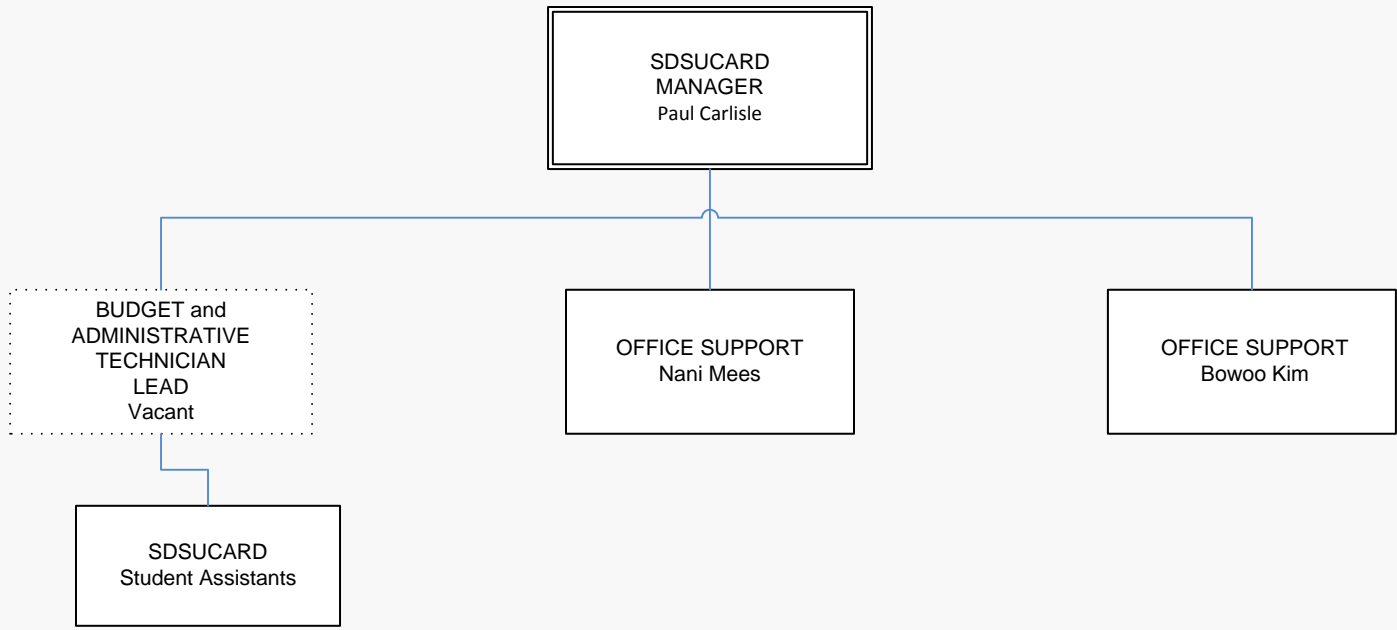 SDSUCARD
MANAGER
Paul Carlisle
BUDGET and
ADMINISTRATIVE
TECHNICIAN
LEAD
Vacant
OFFICE SUPPORT
Nani Mees
OFFICE SUPPORT
Bowoo Kim
SDSUCARD
Student Assistants